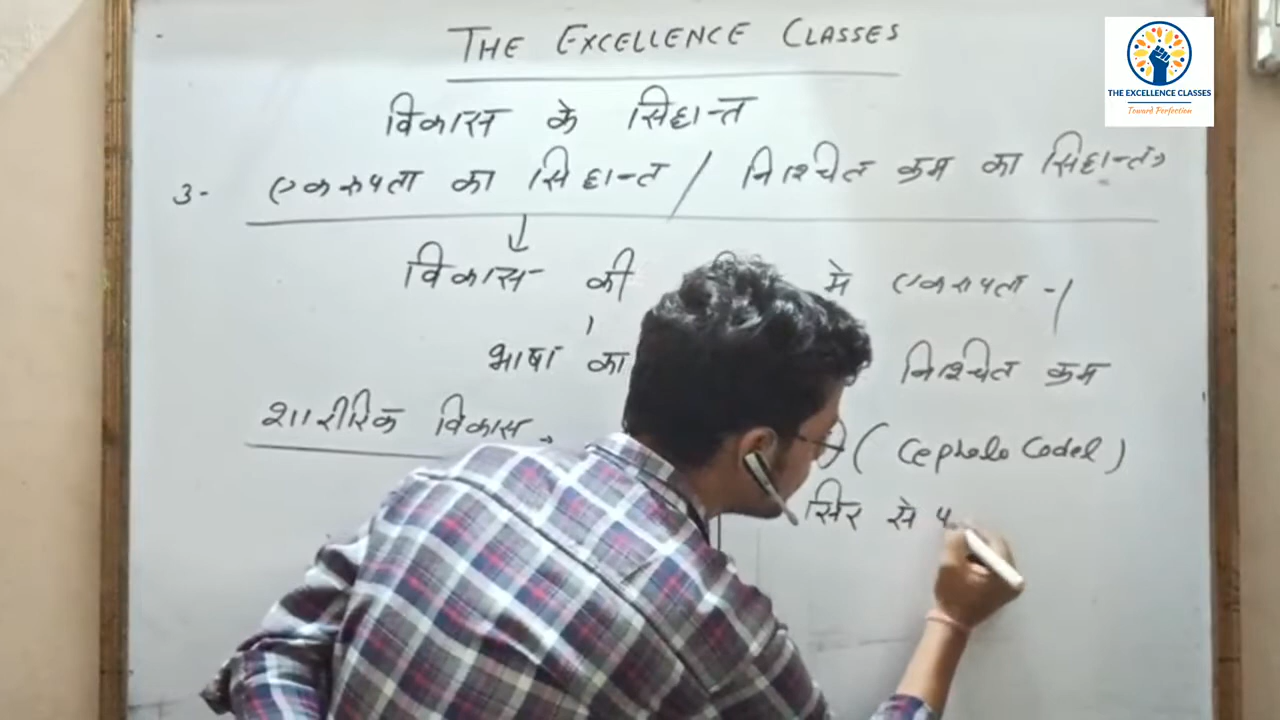 THE EXCELLENCE CLASSES
THE EXCELLENCE CLASSES
Toward Perfection
विकास के सिद्धान्त
3- एकरुपता का सिद्धान्त / निश्चित क्रम का सिद्धान्त
विकास की में एकरुपता -
भाषा का निश्चित क्रम
शारीरिक विकास (Cephalo Codel)
सिर से प